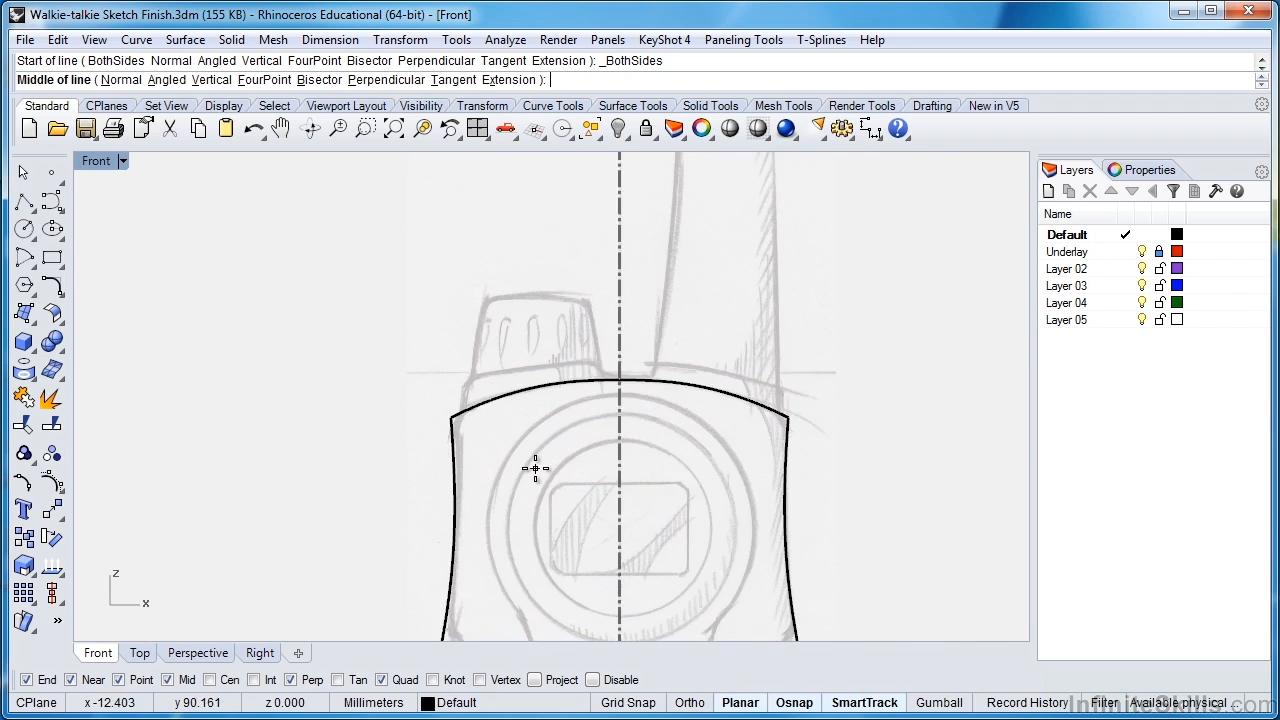 Walkie-talkie Sketch Finish.3dm (155 KB) - Rhinoceros Educational (64-bit) - [Front]
File Edit View Curve Surface Solid Mesh Dimension Transform Tools Analyze Render Panels KeyShot 4 Paneling Tools T-Splines Help
Start of line ( BothSides Normal Angled Vertical FourPoint Bisector Perpendicular Tangent Extension ): _BothSides
Middle of line ( Normal Angled Vertical FourPoint Bisector Perpendicular Tangent Extension ):
Standard CPlanes Set View Display Select Viewport Layout Visibility Transform Curve Tools Surface Tools Solid Tools Mesh Tools Render Tools Drafting New in V5
Front
Layers Properties
Name
Default
Underlay
Layer 02
Layer 03
Layer 04
Layer 05
z
x
Front Top Perspective Right
End Near Point Mid Cen Int Perp Tan Quad Knot Vertex Project Disable
CPlane x -12.403 y 90.161 z 0.000 Millimeters Default Grid Snap Ortho Planar Osnap SmartTrack Gumball Record History Filter Available physical ...
InfiniteSkills.com